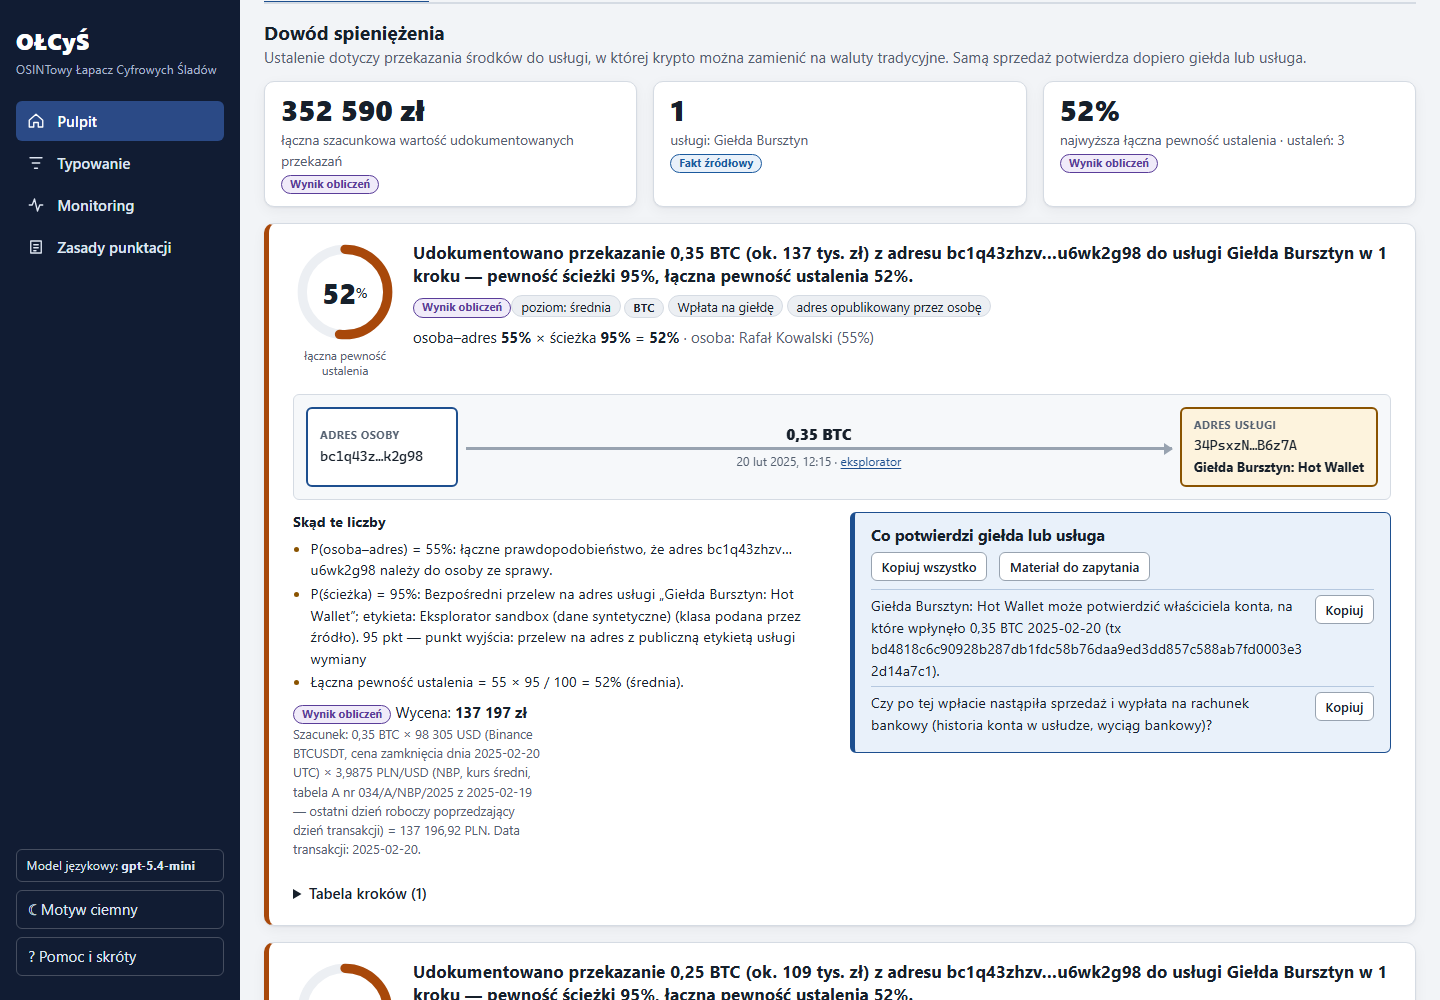 OŁCyŚ
OSINTowy Łapacz Cyfrowych Śladów
Pulpit
Typowanie
Monitoring
Zasady punktacji
Model językowy: gpt-5.4-mini
☾ Motyw ciemny
? Pomoc i skróty
Dowód spieniężenia
Ustalenie dotyczy przekazania środków do usługi, w której krypto można zamienić na waluty tradycyjne. Samą sprzedaż potwierdza dopiero giełda lub usługa.
352 590 zł
łączna szacunkowa wartość udokumentowanych
przekazań
Wynik obliczeń
1
usługi: Giełda Bursztyn
Fakt źródłowy
52%
najwyższa łączna pewność ustalenia · ustaleń: 3
Wynik obliczeń
52%
łączna pewność
ustalenia
Udokumentowano przekazanie 0,35 BTC (ok. 137 tys. zł) z adresu bc1q43zhzv…u6wk2g98 do usługi Giełda Bursztyn w 1
kroku — pewność ścieżki 95%, łączna pewność ustalenia 52%.
Wynik obliczeń poziom: średnia BTC Wpłata na giełdę adres opublikowany przez osobę
osoba–adres 55% × ścieżka 95% = 52% · osoba: Rafał Kowalski (55%)
ADRES OSOBY
bc1q43z…k2g98
0,35 BTC
20 lut 2025, 12:15 · eksplorator
ADRES USŁUGI
34PsxzN…B6z7A
Giełda Bursztyn: Hot Wallet
Skąd te liczby
• P(osoba–adres) = 55%: łączne prawdopodobieństwo, że adres bc1q43zhzv…
u6wk2g98 należy do osoby ze sprawy.
• P(ścieżka) = 95%: Bezpośredni przelew na adres usługi „Giełda Bursztyn: Hot
Wallet”; etykieta: Eksplorator sandbox (dane syntetyczne) (klasa podana przez
źródło). 95 pkt — punkt wyjścia: przelew na adres z publiczną etykietą usługi
wymiany
• Łączna pewność ustalenia = 55 × 95 / 100 = 52% (średnia).
Wynik obliczeń Wycena: 137 197 zł
Szacunek: 0,35 BTC × 98 305 USD (Binance
BTCUSDT, cena zamknięcia dnia 2025-02-20
UTC) × 3,9875 PLN/USD (NBP, kurs średni,
tabela A nr 034/A/NBP/2025 z 2025-02-19
— ostatni dzień roboczy poprzedzający
dzień transakcji) = 137 196,92 PLN. Data
transakcji: 2025-02-20.
▶ Tabela kroków (1)
Co potwierdzi giełda lub usługa
Kopiuj wszystko Materiał do zapytania
Giełda Bursztyn: Hot Wallet może potwierdzić właściciela konta, na
które wpłynęło 0,35 BTC 2025-02-20 (tx
bd4818c6c90928b287db1fdc58b76daa9ed3dd857c588ab7fd0003e3
2d14a7c1).
Kopiuj
Czy po tej wpłacie nastąpiła sprzedaż i wypłata na rachunek
bankowy (historia konta w usłudze, wyciąg bankowy)?
Kopiuj
Udokumentowano przekazanie 0,25 BTC (ok. 109 tys. zł) z adresu bc1q43zhzv…u6wk2g98 do usługi Giełda Bursztyn w 1
kroku — pewność ścieżki 95%, łączna pewność ustalenia 52%.